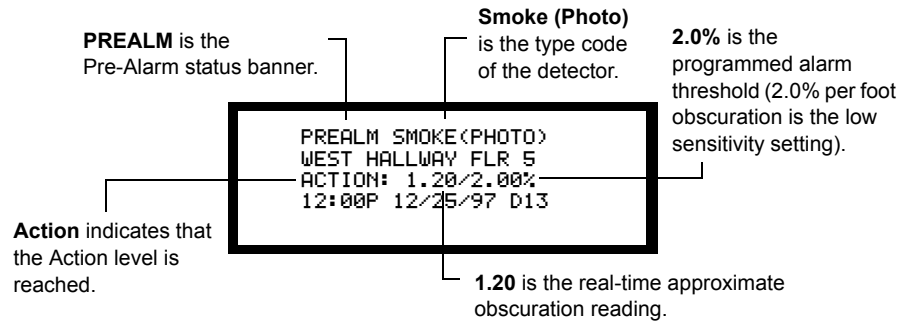 Smoke (Photo)
is the type code
of the detector.
PREALM is the
Pre-Alarm status banner.
2.0% is the
programmed alarm
threshold (2.0% per foot
obscuration is the low
sensitivity setting).
PREALM SMOKE(PHOTO)
WEST HALLWAY FLR 5
ACTION: 1.20/2.00%
12:00P 12/25/97 D13
Action indicates that
the Action level is
reached.
1.20 is the real-time approximate
obscuration reading.